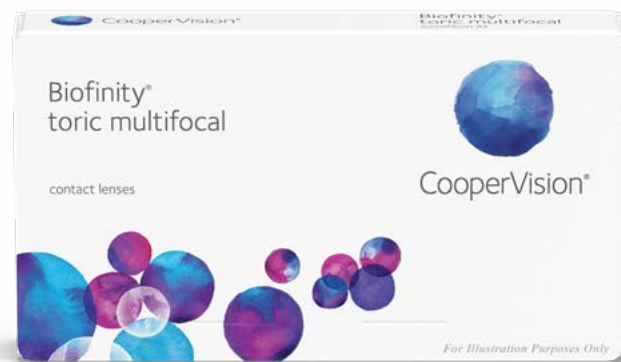 CooperVision®
Biofinity®
toric multifocal
Biofinity®
toric multifocal
contact lenses
CooperVision®
For Illustration Purposes Only